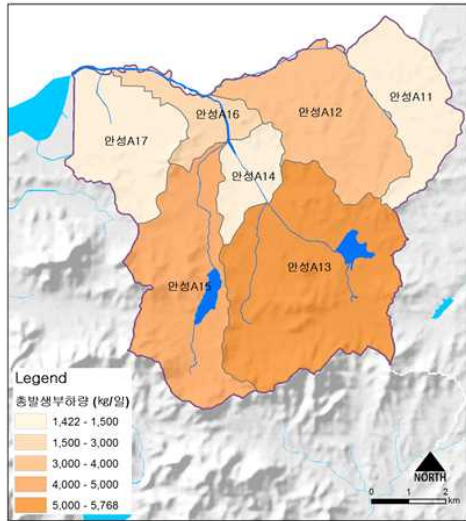 안성A11
안성A12
안성A16
안성A17
안성A14
안성A13
안성A15
Legend
총발생부하량 (㎏/일)
1,422 - 1,500
1,500 - 3,000
3,000 - 4,000
4,000 - 5,000
5,000 - 5,768
NORTH
0 1 2
km